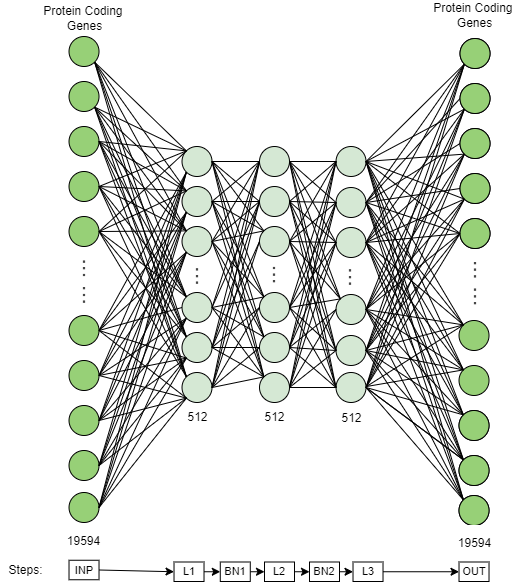 Protein Coding
Genes
Protein Coding
Genes
512
512
512
19594
19594
Steps:
INP
L1
BN1
L2
BN2
L3
OUT